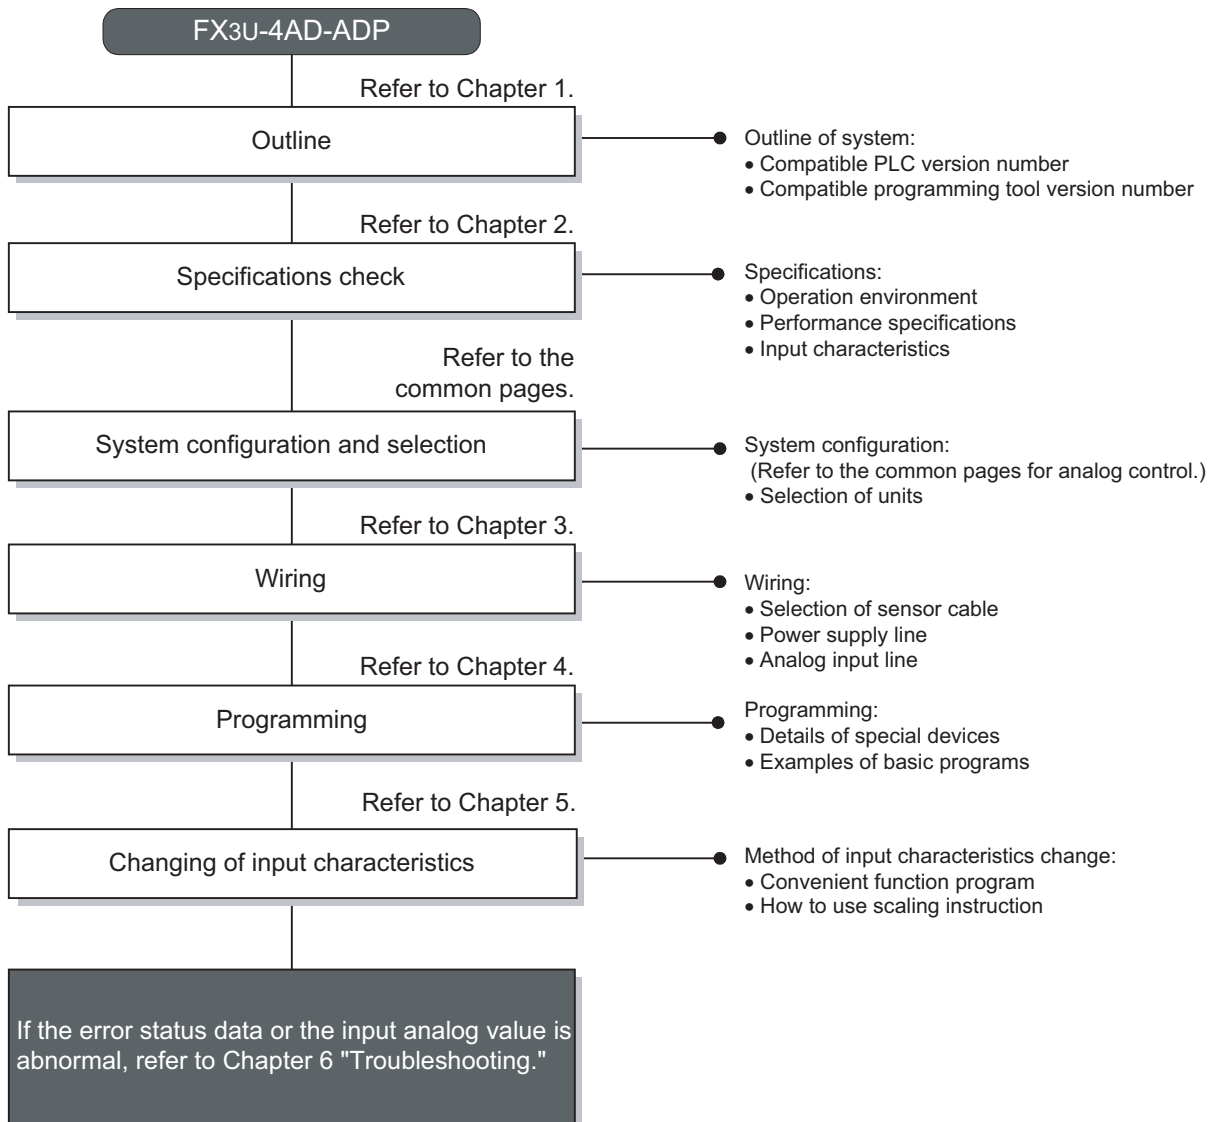 FX3U-4AD-ADP
Refer to Chapter 1.
Outline
Outline of system:
• Compatible PLC version number
• Compatible programming tool version number
Refer to Chapter 2.
Specifications check
Specifications:
• Operation environment
• Performance specifications
• Input characteristics
Refer to the
common pages.
System configuration and selection
System configuration:
(Refer to the common pages for analog control.)
• Selection of units
Refer to Chapter 3.
Wiring
Wiring:
• Selection of sensor cable
• Power supply line
• Analog input line
Refer to Chapter 4.
Programming
Programming:
• Details of special devices
• Examples of basic programs
Refer to Chapter 5.
Changing of input characteristics
Method of input characteristics change:
• Convenient function program
• How to use scaling instruction
If the error status data or the input analog value is
abnormal, refer to Chapter 6 "Troubleshooting."